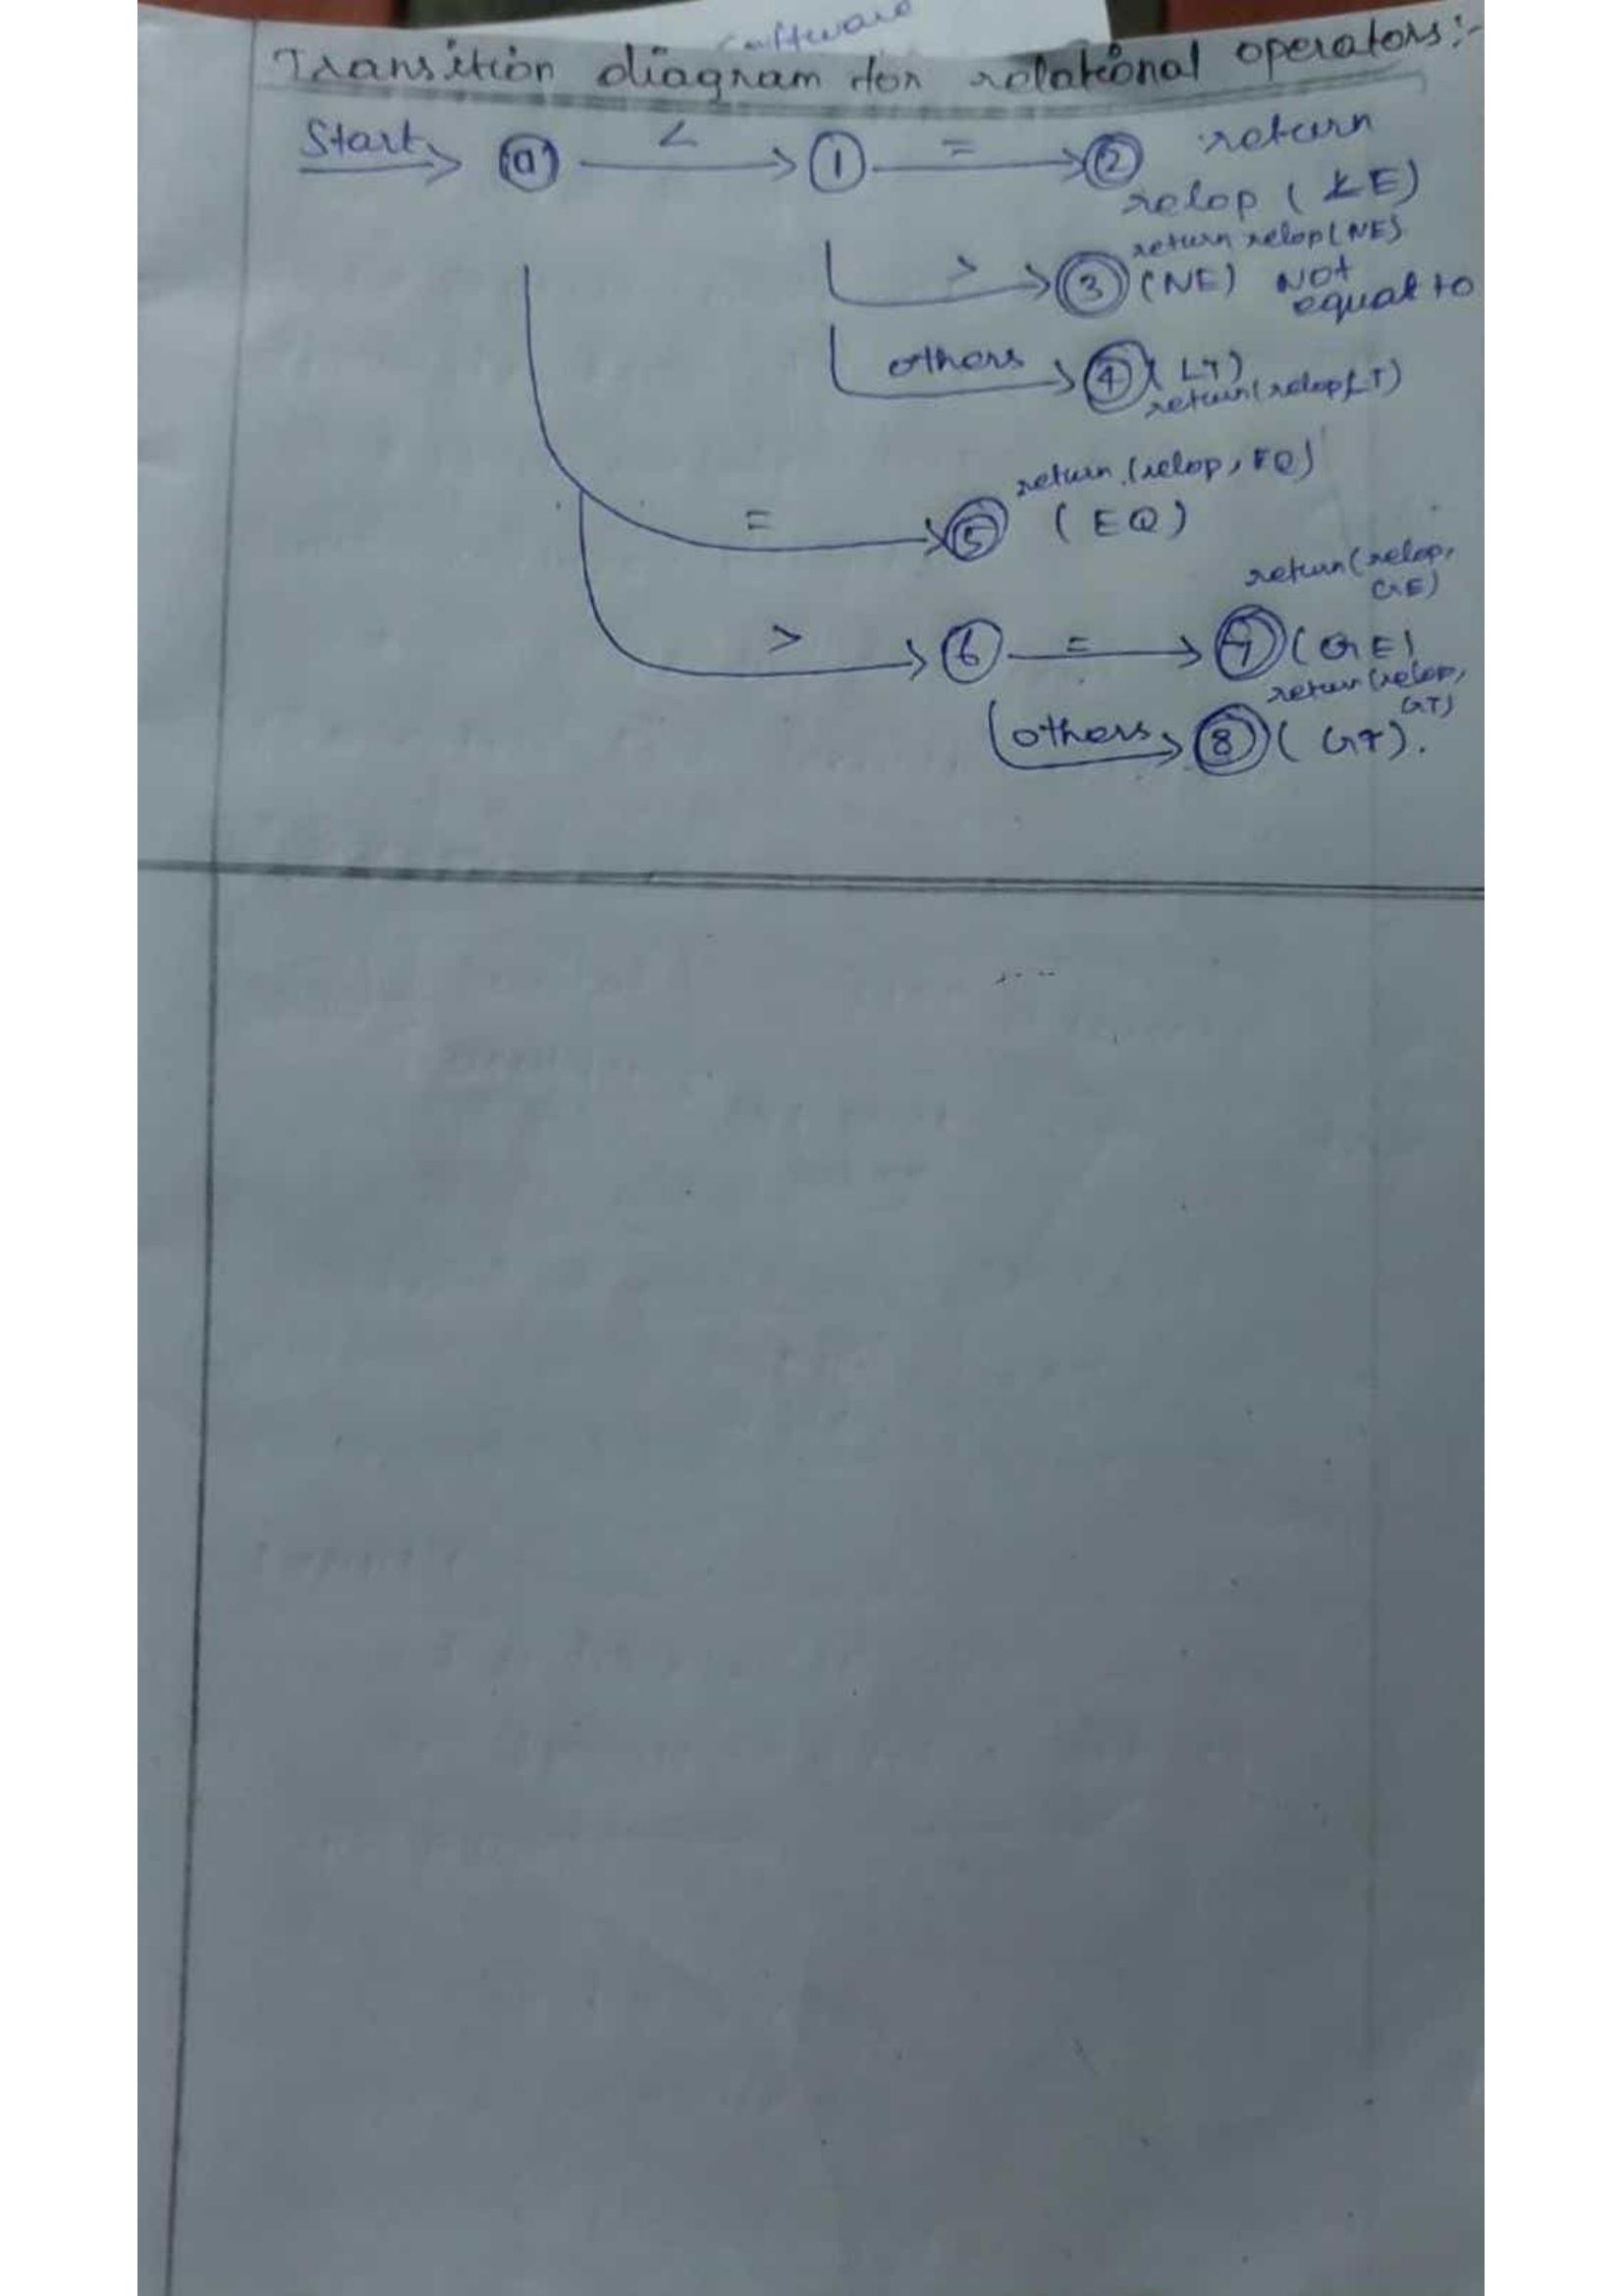 Software
Transition diagram for relational operators:-
Start
<
1
=
2
return
relop (LE)
return relop(NE)
>
3
(NE) Not
equal to
others
4
(LT)
return(relop,LT)
return (relop, EQ)
=
5
(EQ)
return(relop,
GE)
>
6
=
7
(GE)
return(relop,
GT)
others
8
(GT).